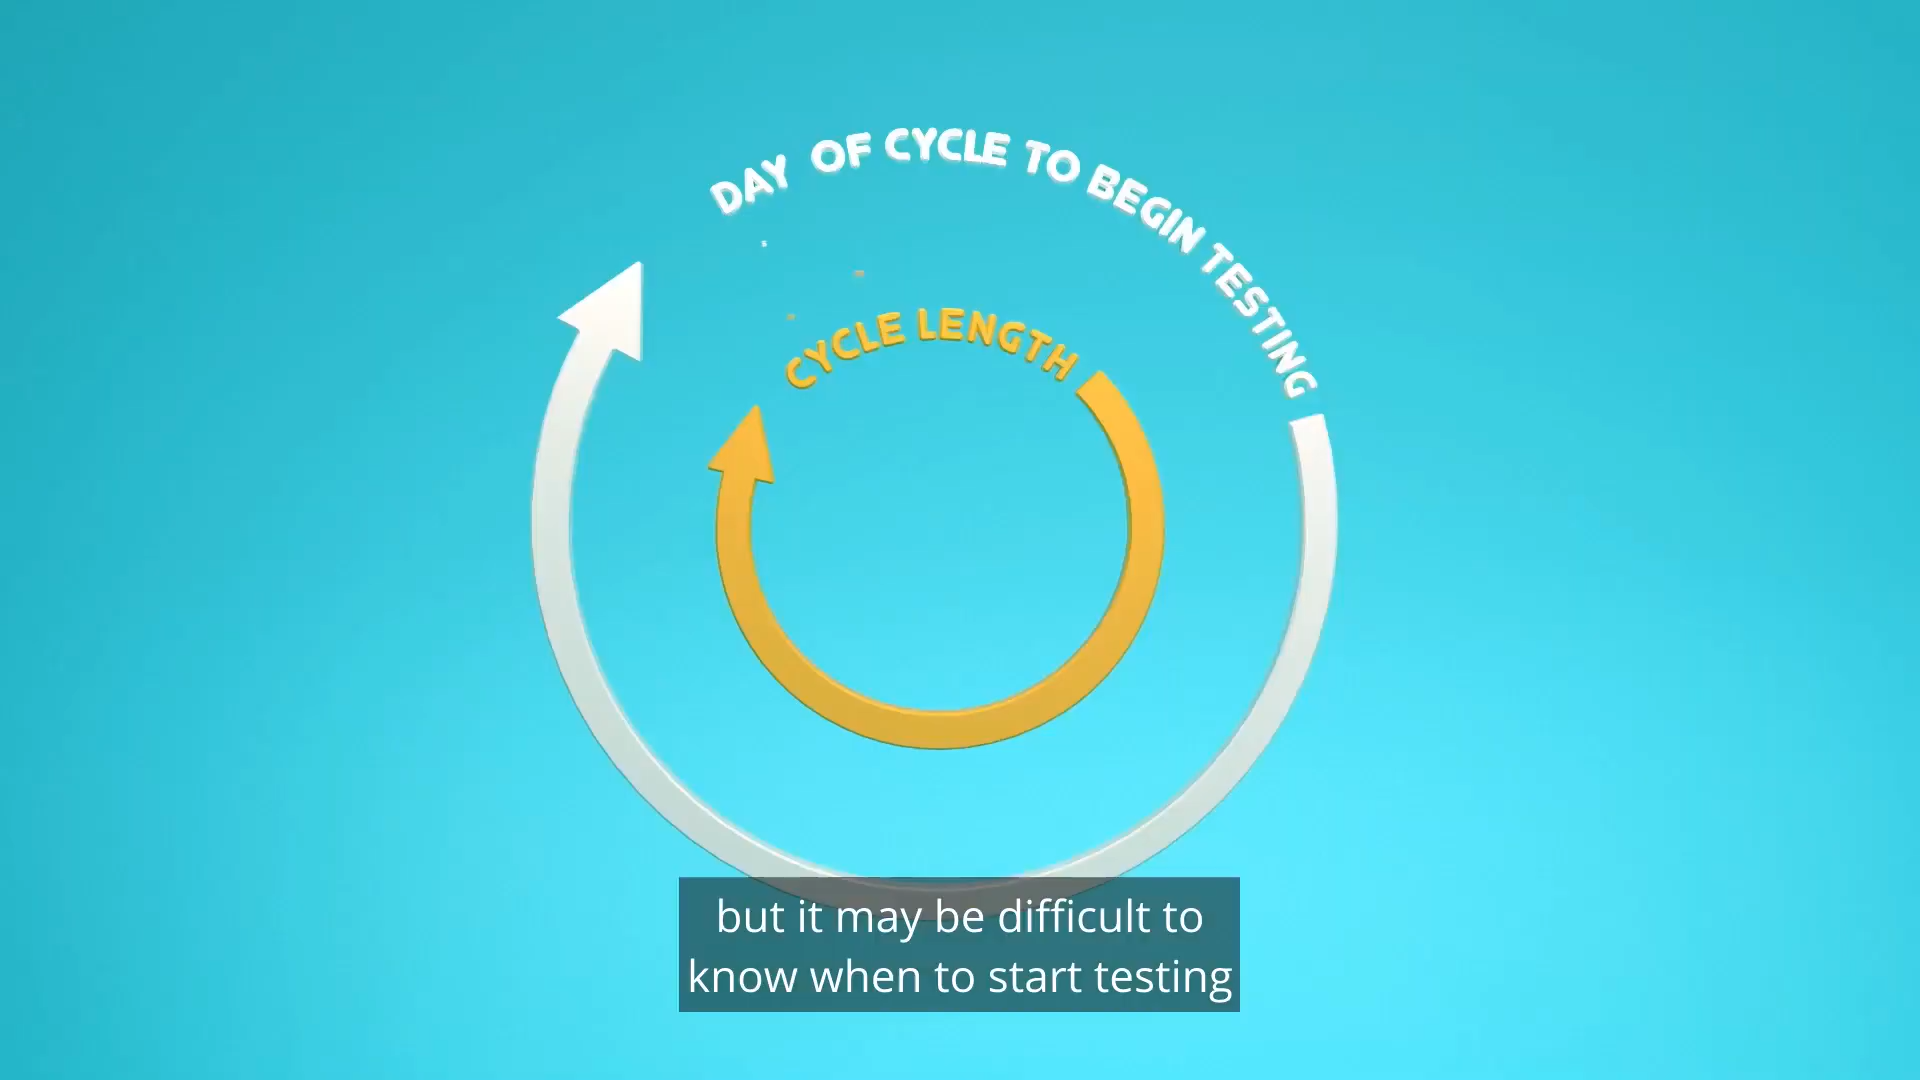 DAY OF CYCLE TO BEGIN TESTING
CYCLE LENGTH
but it may be difficult to
know when to start testing